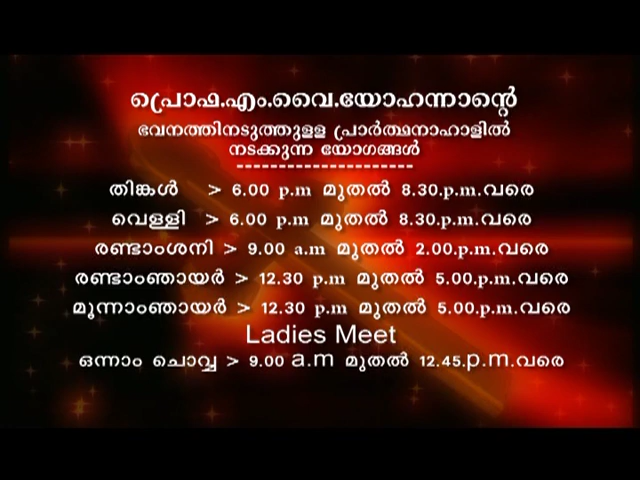 പ്രൊഫ.എം.വൈ.യോഹന്നാന്റെ
ഭവനത്തിനടുത്തുളള പ്രാർത്ഥനാഹാളിൽ
നടക്കുന്ന യോഗങ്ങൾ
----------------------
തിങ്കൾ > 6.00 p.m മുതൽ 8.30.p.m.വരെ
വെള്ളി > 6.00 p.m മുതൽ 8.30.p.m.വരെ
രണ്ടാംശനി > 9.00 a.m മുതൽ 2.00.p.m.വരെ
രണ്ടാംഞായർ > 12.30 p.m മുതൽ 5.00.p.m.വരെ
മൂന്നാംഞായർ > 12.30 p.m മുതൽ 5.00.p.m.വരെ
Ladies Meet
ഒന്നാം ചൊവ്വ > 9.00 a.m മുതൽ 12.45.p.m.വരെ